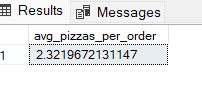 Results Messages
avg_pizzas_per_order
1 2.3219672131147